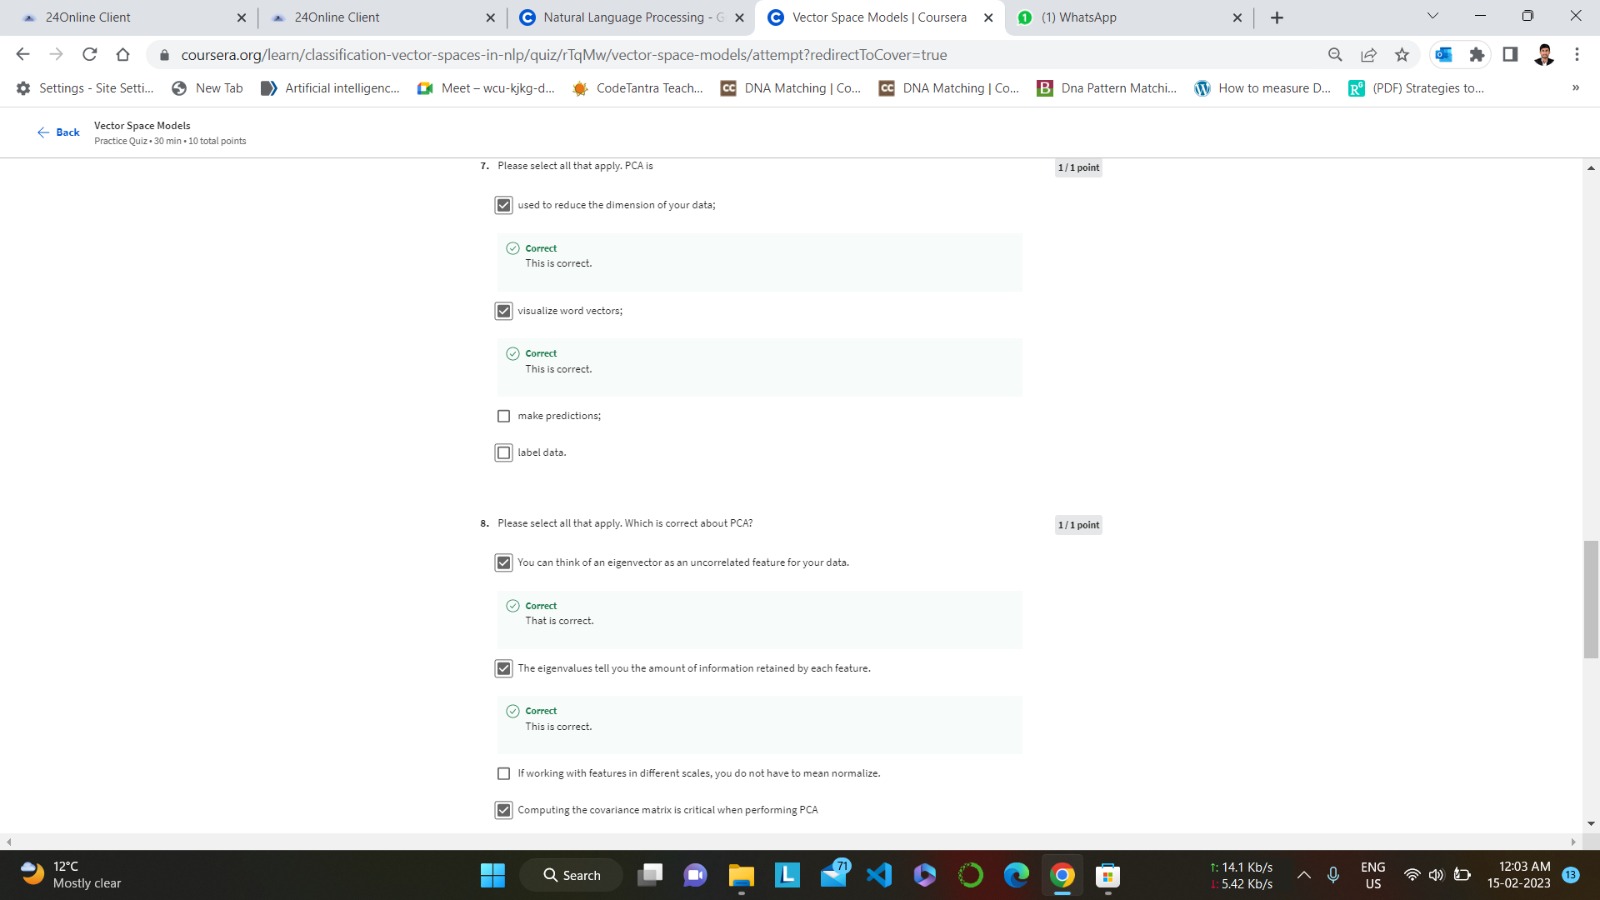 24Online Client
24Online Client
Natural Language Processing - G
Vector Space Models | Coursera
(1) WhatsApp
coursera.org/learn/classification-vector-spaces-in-nlp/quiz/rTqMw/vector-space-models/attempt?redirectToCover=true
Settings - Site Setti...
New Tab
Artificial intelligenc...
Meet – wcu-kjkg-d...
CodeTantra Teach...
CC DNA Matching | Co...
CC DNA Matching | Co...
B Dna Pattern Matchi...
How to measure D...
(PDF) Strategies to...
»
Back
Vector Space Models
Practice Quiz • 30 min • 10 total points
7. Please select all that apply. PCA is
1 / 1 point
used to reduce the dimension of your data;
Correct
This is correct.
visualize word vectors;
Correct
This is correct.
make predictions;
label data.
8. Please select all that apply. Which is correct about PCA?
1 / 1 point
You can think of an eigenvector as an uncorrelated feature for your data.
Correct
That is correct.
The eigenvalues tell you the amount of information retained by each feature.
Correct
This is correct.
If working with features in different scales, you do not have to mean normalize.
Computing the covariance matrix is critical when performing PCA
12°C
Mostly clear
Search
L
71
↑: 14.1 Kb/s
↓: 5.42 Kb/s
ENG
US
12:03 AM
15-02-2023
13